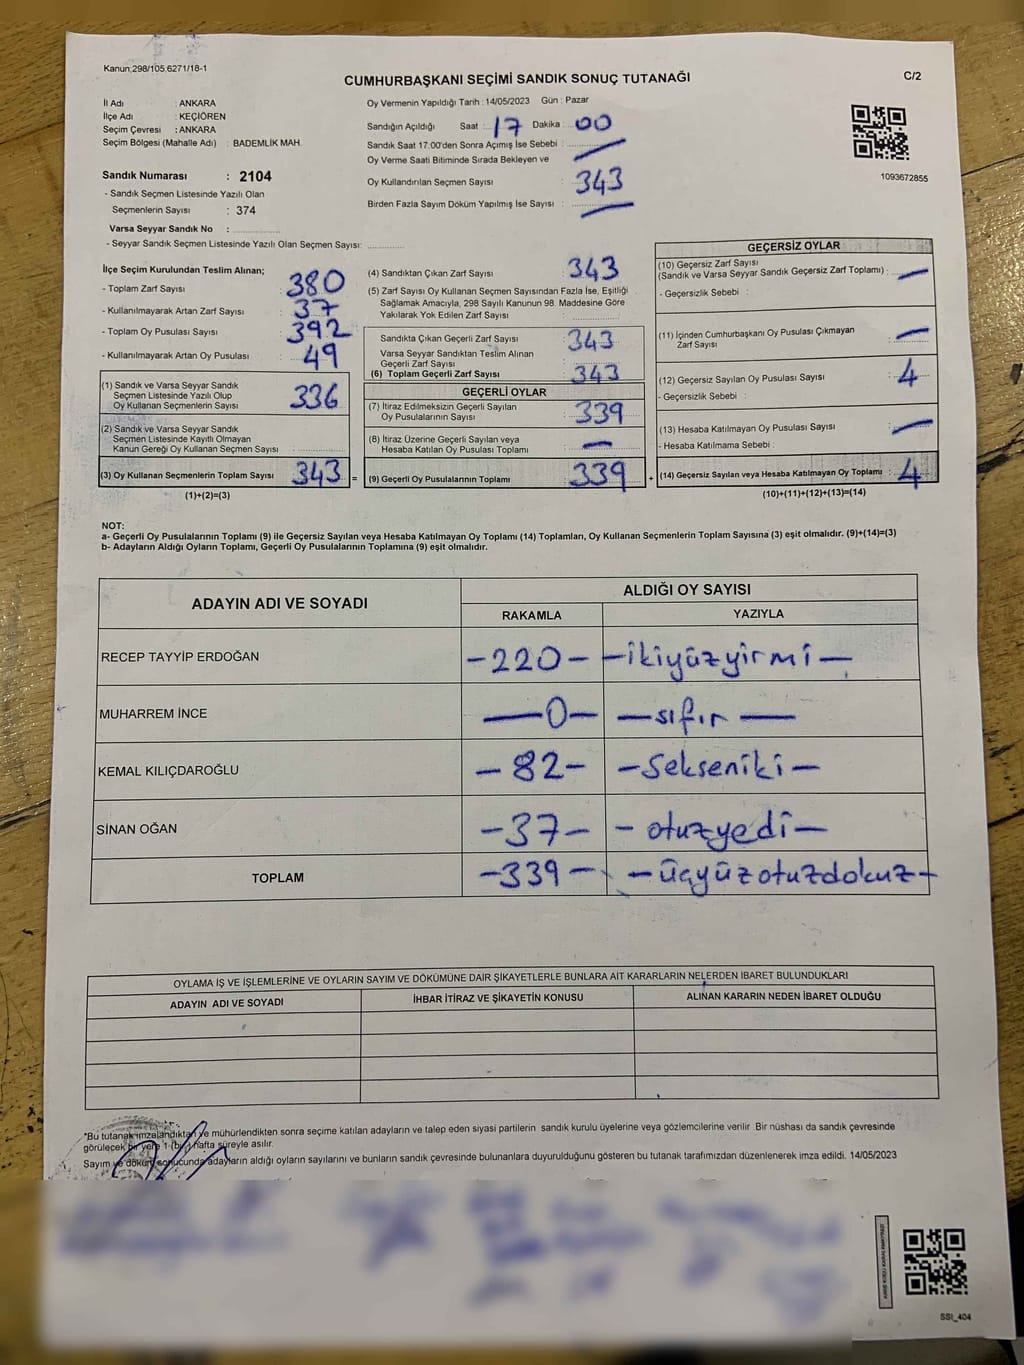 Kanun;298/105,6271/18-1
CUMHURBAŞKANI SEÇİMİ SANDIK SONUÇ TUTANAĞI
C/2
İl Adı : ANKARA
İlçe Adı : KEÇİÖREN
Seçim Çevresi : ANKARA
Seçim Bölgesi (Mahalle Adı) : BADEMLİK MAH.
Sandık Numarası : 2104
- Sandık Seçmen Listesinde Yazılı Olan
Seçmenlerin Sayısı : 374
Varsa Seyyar Sandık No :
- Seyyar Sandık Seçmen Listesinde Yazılı Olan Seçmen Sayısı:
Oy Vermenin Yapıldığı Tarih : 14/05/2023 Gün : Pazar
Sandığın Açıldığı Saat : 17 Dakika : 00
Sandık Saat 17:00'den Sonra Açımış İse Sebebi :
Oy Verme Saati Bitiminde Sırada Bekleyen ve
Oy Kullandırılan Seçmen Sayısı : 343
Birden Fazla Sayım Döküm Yapılmış İse Sayısı :
1093672855
İlçe Seçim Kurulundan Teslim Alınan;
- Toplam Zarf Sayısı : 380
- Kullanılmayarak Artan Zarf Sayısı : 37
- Toplam Oy Pusulası Sayısı : 392
- Kullanılmayarak Artan Oy Pusulası : 49
(1) Sandık ve Varsa Seyyar Sandık
Seçmen Listesinde Yazılı Olup
Oy Kullanan Seçmenlerin Sayısı : 336
(2) Sandık ve Varsa Seyyar Sandık
Seçmen Listesinde Kayıtlı Olmayan
Kanun Gereği Oy Kullanan Seçmen Sayısı :
(3) Oy Kullanan Seçmenlerin Toplam Sayısı : 343 =
(1)+(2)=(3)
(4) Sandıktan Çıkan Zarf Sayısı : 343
(5) Zarf Sayısı Oy Kullanan Seçmen Sayısından Fazla İse, Eşitliği
Sağlamak Amacıyla, 298 Sayılı Kanunun 98. Maddesine Göre
Yakılarak Yok Edilen Zarf Sayısı :
Sandıkta Çıkan Geçerli Zarf Sayısı : 343
Varsa Seyyar Sandıktan Teslim Alınan
Geçerli Zarf Sayısı :
(6) Toplam Geçerli Zarf Sayısı : 343
GEÇERLİ OYLAR
(7) İtiraz Edilmeksizin Geçerli Sayılan
Oy Pusulalarının Sayısı : 339
(8) İtiraz Üzerine Geçerli Sayılan veya
Hesaba Katılan Oy Pusulası Toplamı : —
(9) Geçerli Oy Pusulalarının Toplamı : 339 +
GEÇERSİZ OYLAR
(10) Geçersiz Zarf Sayısı
(Sandık ve Varsa Seyyar Sandık Geçersiz Zarf Toplamı) : —
- Geçersizlik Sebebi :
(11) İçinden Cumhurbaşkanı Oy Pusulası Çıkmayan
Zarf Sayısı : —
(12) Geçersiz Sayılan Oy Pusulası Sayısı : 4
- Geçersizlik Sebebi :
(13) Hesaba Katılmayan Oy Pusulası Sayısı : —
- Hesaba Katılmama Sebebi :
(14) Geçersiz Sayılan veya Hesaba Katılmayan Oy Toplamı : 4
(10)+(11)+(12)+(13)=(14)
NOT:
a- Geçerli Oy Pusulalarının Toplamı (9) ile Geçersiz Sayılan veya Hesaba Katılmayan Oy Toplamı (14) Toplamları, Oy Kullanan Seçmenlerin Toplam Sayısına (3) eşit olmalıdır. (9)+(14)=(3)
b- Adayların Aldığı Oyların Toplamı, Geçerli Oy Pusulalarının Toplamına (9) eşit olmalıdır.
ADAYIN ADI VE SOYADI
ALDIĞI OY SAYISI
RAKAMLA YAZIYLA
RECEP TAYYİP ERDOĞAN -220- -ikiyüzyirmi-
MUHARREM İNCE -0- -sıfır-
KEMAL KILIÇDAROĞLU -82- -Sekseniki-
SİNAN OĞAN -37- -otuzyedi-
TOPLAM -339- -üçyüzotuzdokuz-
OYLAMA İŞ VE İŞLEMLERİNE VE OYLARIN SAYIM VE DÖKÜMÜNE DAİR ŞİKAYETLERLE BUNLARA AİT KARARLARIN NELERDEN İBARET BULUNDUKLARI
ADAYIN ADI VE SOYADI İHBAR İTİRAZ VE ŞİKAYETİN KONUSU ALINAN KARARIN NEDEN İBARET OLDUĞU
"Bu tutanak imzalandıktan ve mühürlendikten sonra seçime katılan adayların ve talep eden siyasi partilerin sandık kurulu üyelerine veya gözlemcilerine verilir. Bir nüshası da sandık çevresinde
görülecek bir yere 1 (bir) hafta süreyle asılır.
Sayım ve döküm sonucunda adayların aldığı oyların sayılarını ve bunların sandık çevresinde bulunanlara duyurulduğunu gösteren bu tutanak tarafımızdan düzenlenerek imza edildi. 14/05/2023
SSİ_404